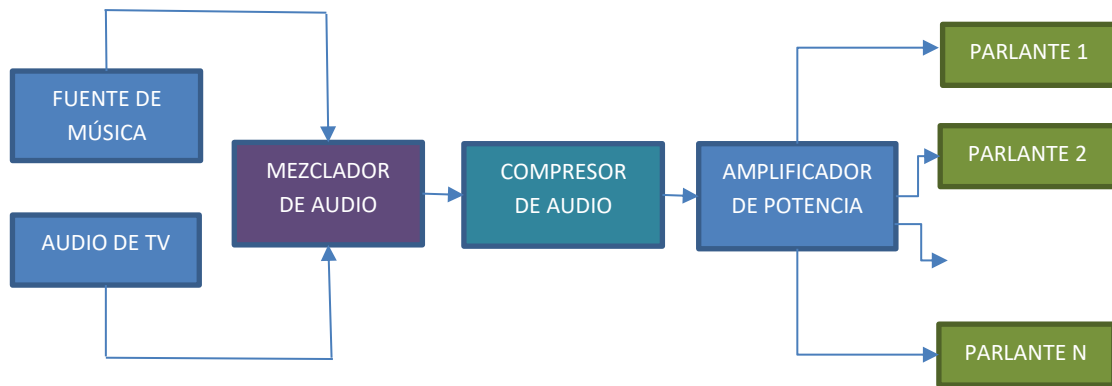 FUENTE DE
MÚSICA
AUDIO DE TV
MEZCLADOR
DE AUDIO
COMPRESOR
DE AUDIO
AMPLIFICADOR
DE POTENCIA
PARLANTE 1
PARLANTE 2
PARLANTE N